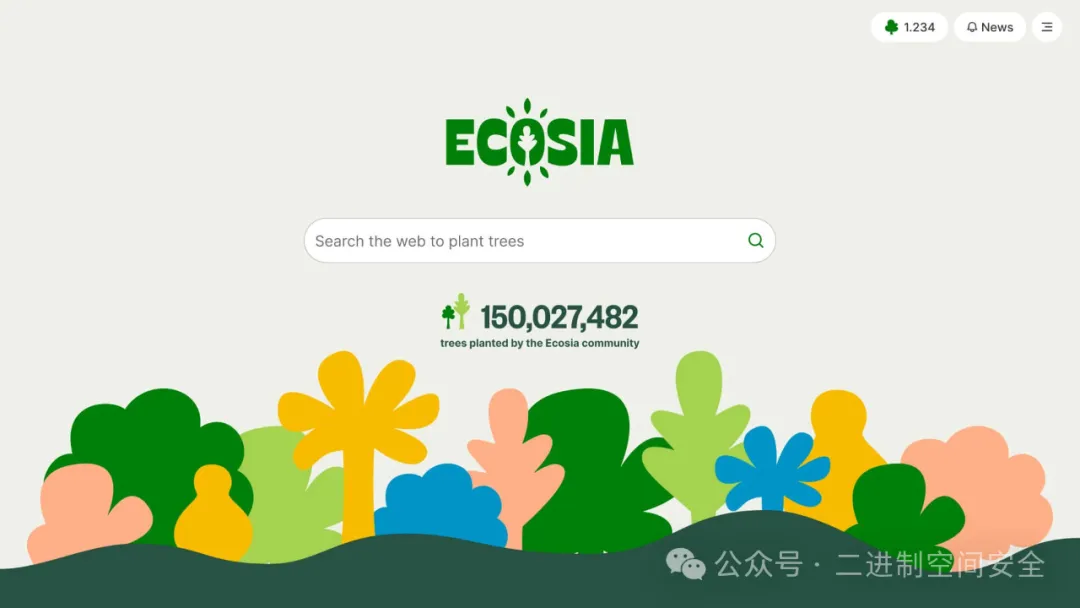 1.234
News
ECOSIA
Search the web to plant trees
150,027,482
trees planted by the Ecosia community
公众号 · 二进制空间安全